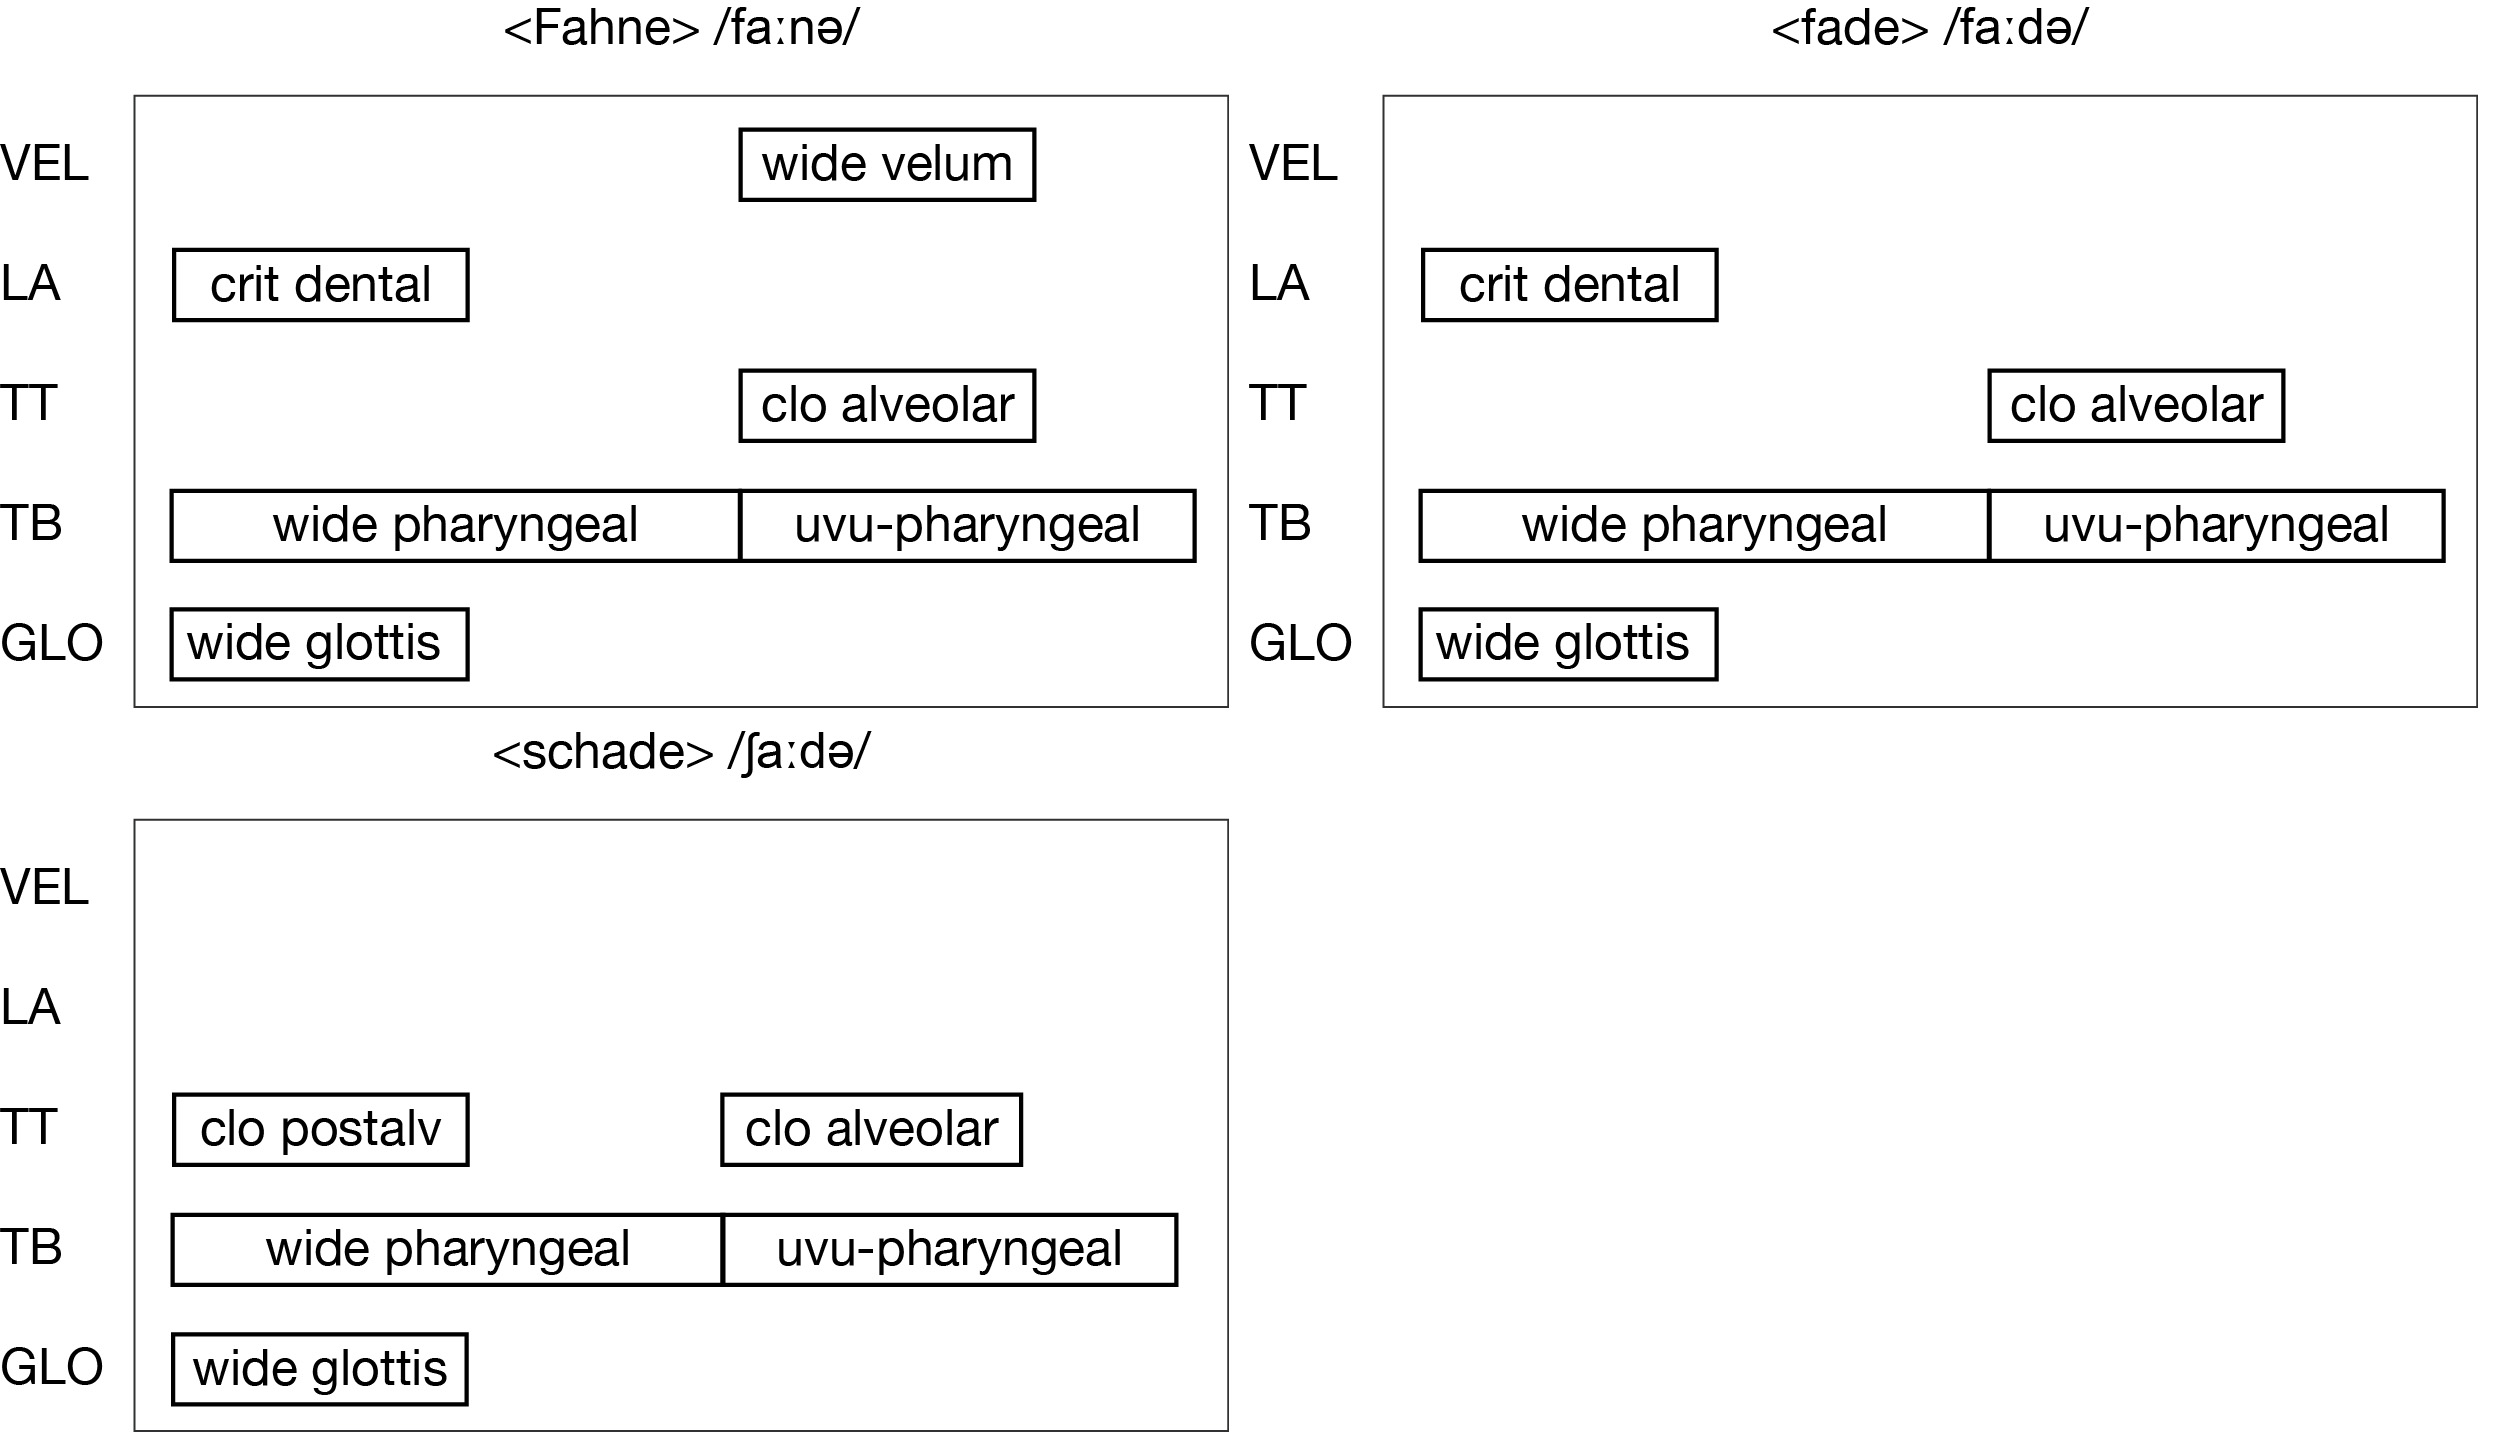 <Fahne> /faːnə/
VEL wide velum
LA crit dental
TT clo alveolar
TB wide pharyngeal uvu-pharyngeal
GLO wide glottis
<fade> /faːdə/
VEL
LA crit dental
TT clo alveolar
TB wide pharyngeal uvu-pharyngeal
GLO wide glottis
<schade> /ʃaːdə/
VEL
LA
TT clo postalv clo alveolar
TB wide pharyngeal uvu-pharyngeal
GLO wide glottis